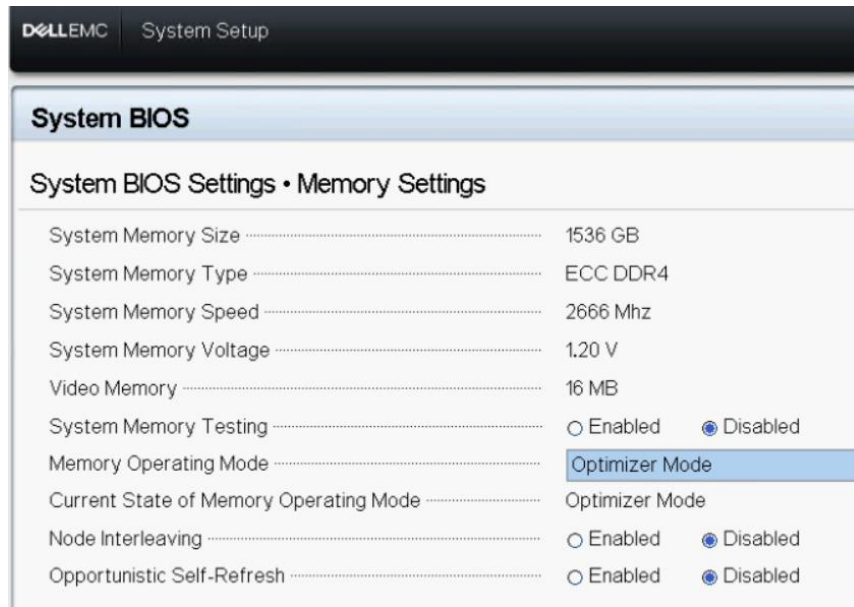 DELLEMC System Setup
System BIOS
System BIOS Settings • Memory Settings
System Memory Size 1536 GB
System Memory Type ECC DDR4
System Memory Speed 2666 Mhz
System Memory Voltage 1.20 V
Video Memory 16 MB
System Memory Testing Enabled Disabled
Memory Operating Mode Optimizer Mode
Current State of Memory Operating Mode Optimizer Mode
Node Interleaving Enabled Disabled
Opportunistic Self-Refresh Enabled Disabled